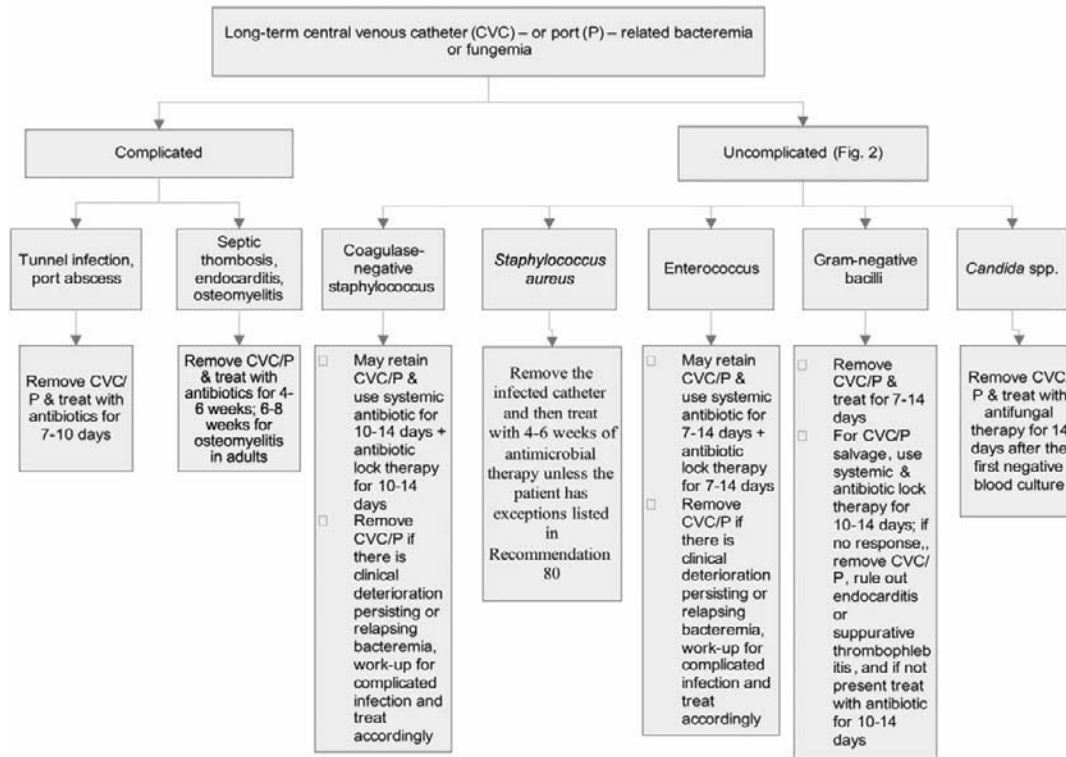 Long-term central venous catheter (CVC) – or port (P) – related bacteremia
or fungemia
Complicated
Uncomplicated (Fig. 2)
Tunnel infection,
port abscess
Septic
thombosis,
endocarditis,
osteomyelitis
Coagulase-
negative
staphylococcus
Staphylococcus
aureus
Enterococcus
Gram-negative
bacilli
Candida spp.
Remove CVC/
P & treat with
antibiotics for
7-10 days
Remove CVC/P
& treat with
antibiotics for 4-
6 weeks; 6-8
weeks for
osteomyelitis
in adults
May retain
CVC/P & use
systemic
antibiotic for
10-14 days +
antibiotic
lock therapy
for 10-14
days
Remove
CVC/P if
there is
clinical
deterioration
persisting or
relapsing
bacteremia,
work-up for
complicated
infection and
treat
accordingly
Remove the
infected catheter
and then treat
with 4-6 weeks of
antimicrobial
therapy unless the
patient has
exceptions listed
in
Recommendation
80
May retain
CVC/P & use
systemic
antibiotic for
7-14 days +
antibiotic
lock therapy
for 7-14 days
Remove
CVC/P if
there is
clinical
deterioration
persisting or
relapsing
bacteremia,
work-up for
complicated
infection and
treat
accordingly
Remove
CVC/P &
treat for 7-14
days
For CVC/P
salvage, use
systemic &
antibiotic lock
therapy for
10-14 days; if
no response,,
remove CVC/
P, rule out
endocarditis
or
suppurative
thrombophleb
itis, and if not
present treat
with antibiotic
for 10-14
days
Remove CVC/
P & treat with
antifungal
therapy for 14
days after the
first negative
blood culture